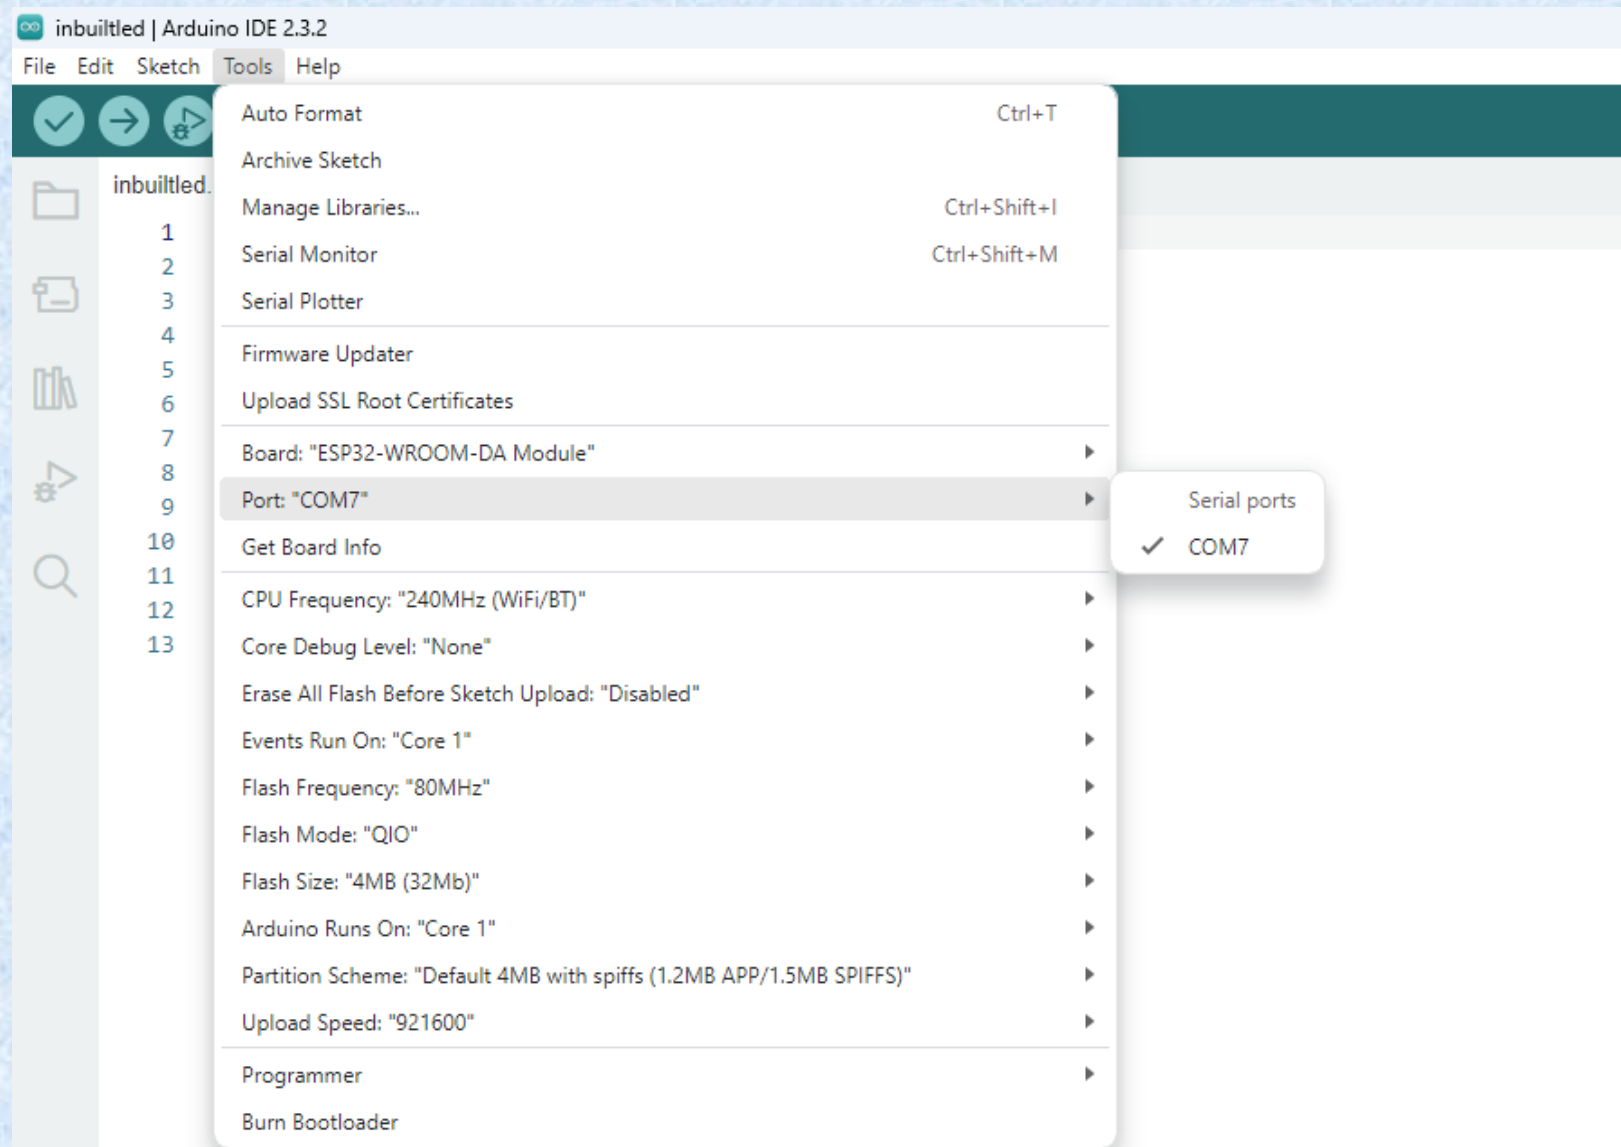 inbuiltled | Arduino IDE 2.3.2
File Edit Sketch Tools Help
inbuiltled.
Auto Format Ctrl+T
Archive Sketch
Manage Libraries... Ctrl+Shift+I
Serial Monitor Ctrl+Shift+M
Serial Plotter
Firmware Updater
Upload SSL Root Certificates
Board: "ESP32-WROOM-DA Module"
Port: "COM7"
Get Board Info
CPU Frequency: "240MHz (WiFi/BT)"
Core Debug Level: "None"
Erase All Flash Before Sketch Upload: "Disabled"
Events Run On: "Core 1"
Flash Frequency: "80MHz"
Flash Mode: "QIO"
Flash Size: "4MB (32Mb)"
Arduino Runs On: "Core 1"
Partition Scheme: "Default 4MB with spiffs (1.2MB APP/1.5MB SPIFFS)"
Upload Speed: "921600"
Programmer
Burn Bootloader
Serial ports
COM7
1
2
3
4
5
6
7
8
9
10
11
12
13